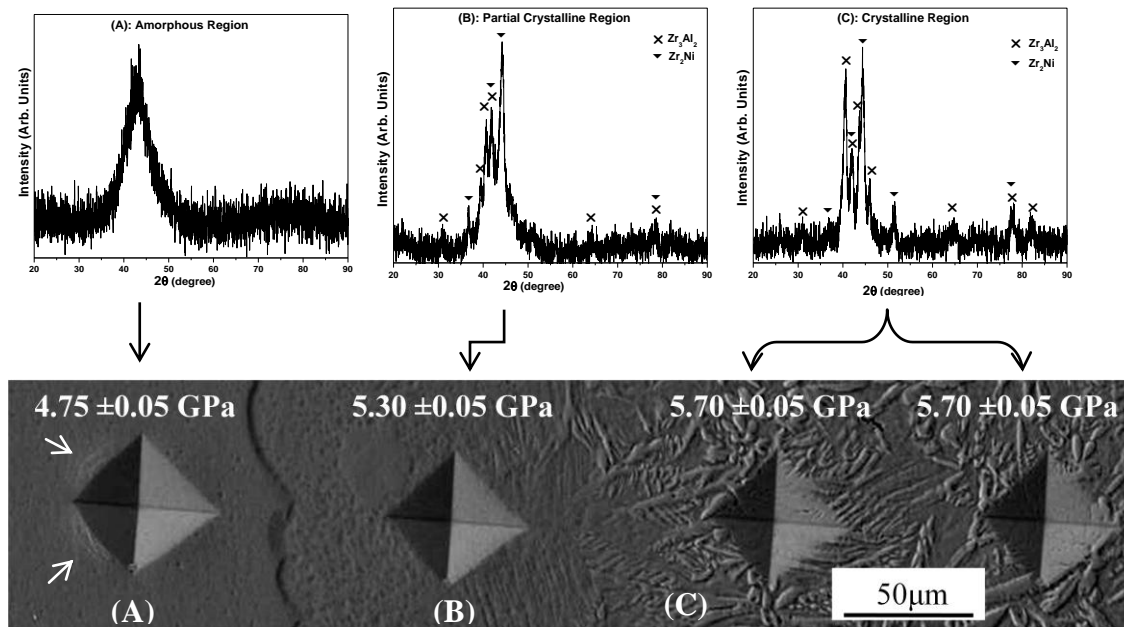 (A): Amorphous Region
Intensity (Arb. Units)
20 30 40 50 60 70 80 90
2θ (degree)
(B): Partial Crystalline Region
× Zr3Al2
▼ Zr2Ni
Intensity (Arb. Units)
20 30 40 50 60 70 80 90
2θ (degree)
(C): Crystalline Region
× Zr3Al2
▼ Zr2Ni
Intensity (Arb. Units)
20 30 40 50 60 70 80 90
2θ (degree)
4.75 ±0.05 GPa 5.30 ±0.05 GPa 5.70 ±0.05 GPa 5.70 ±0.05 GPa
(A) (B) (C) 50μm